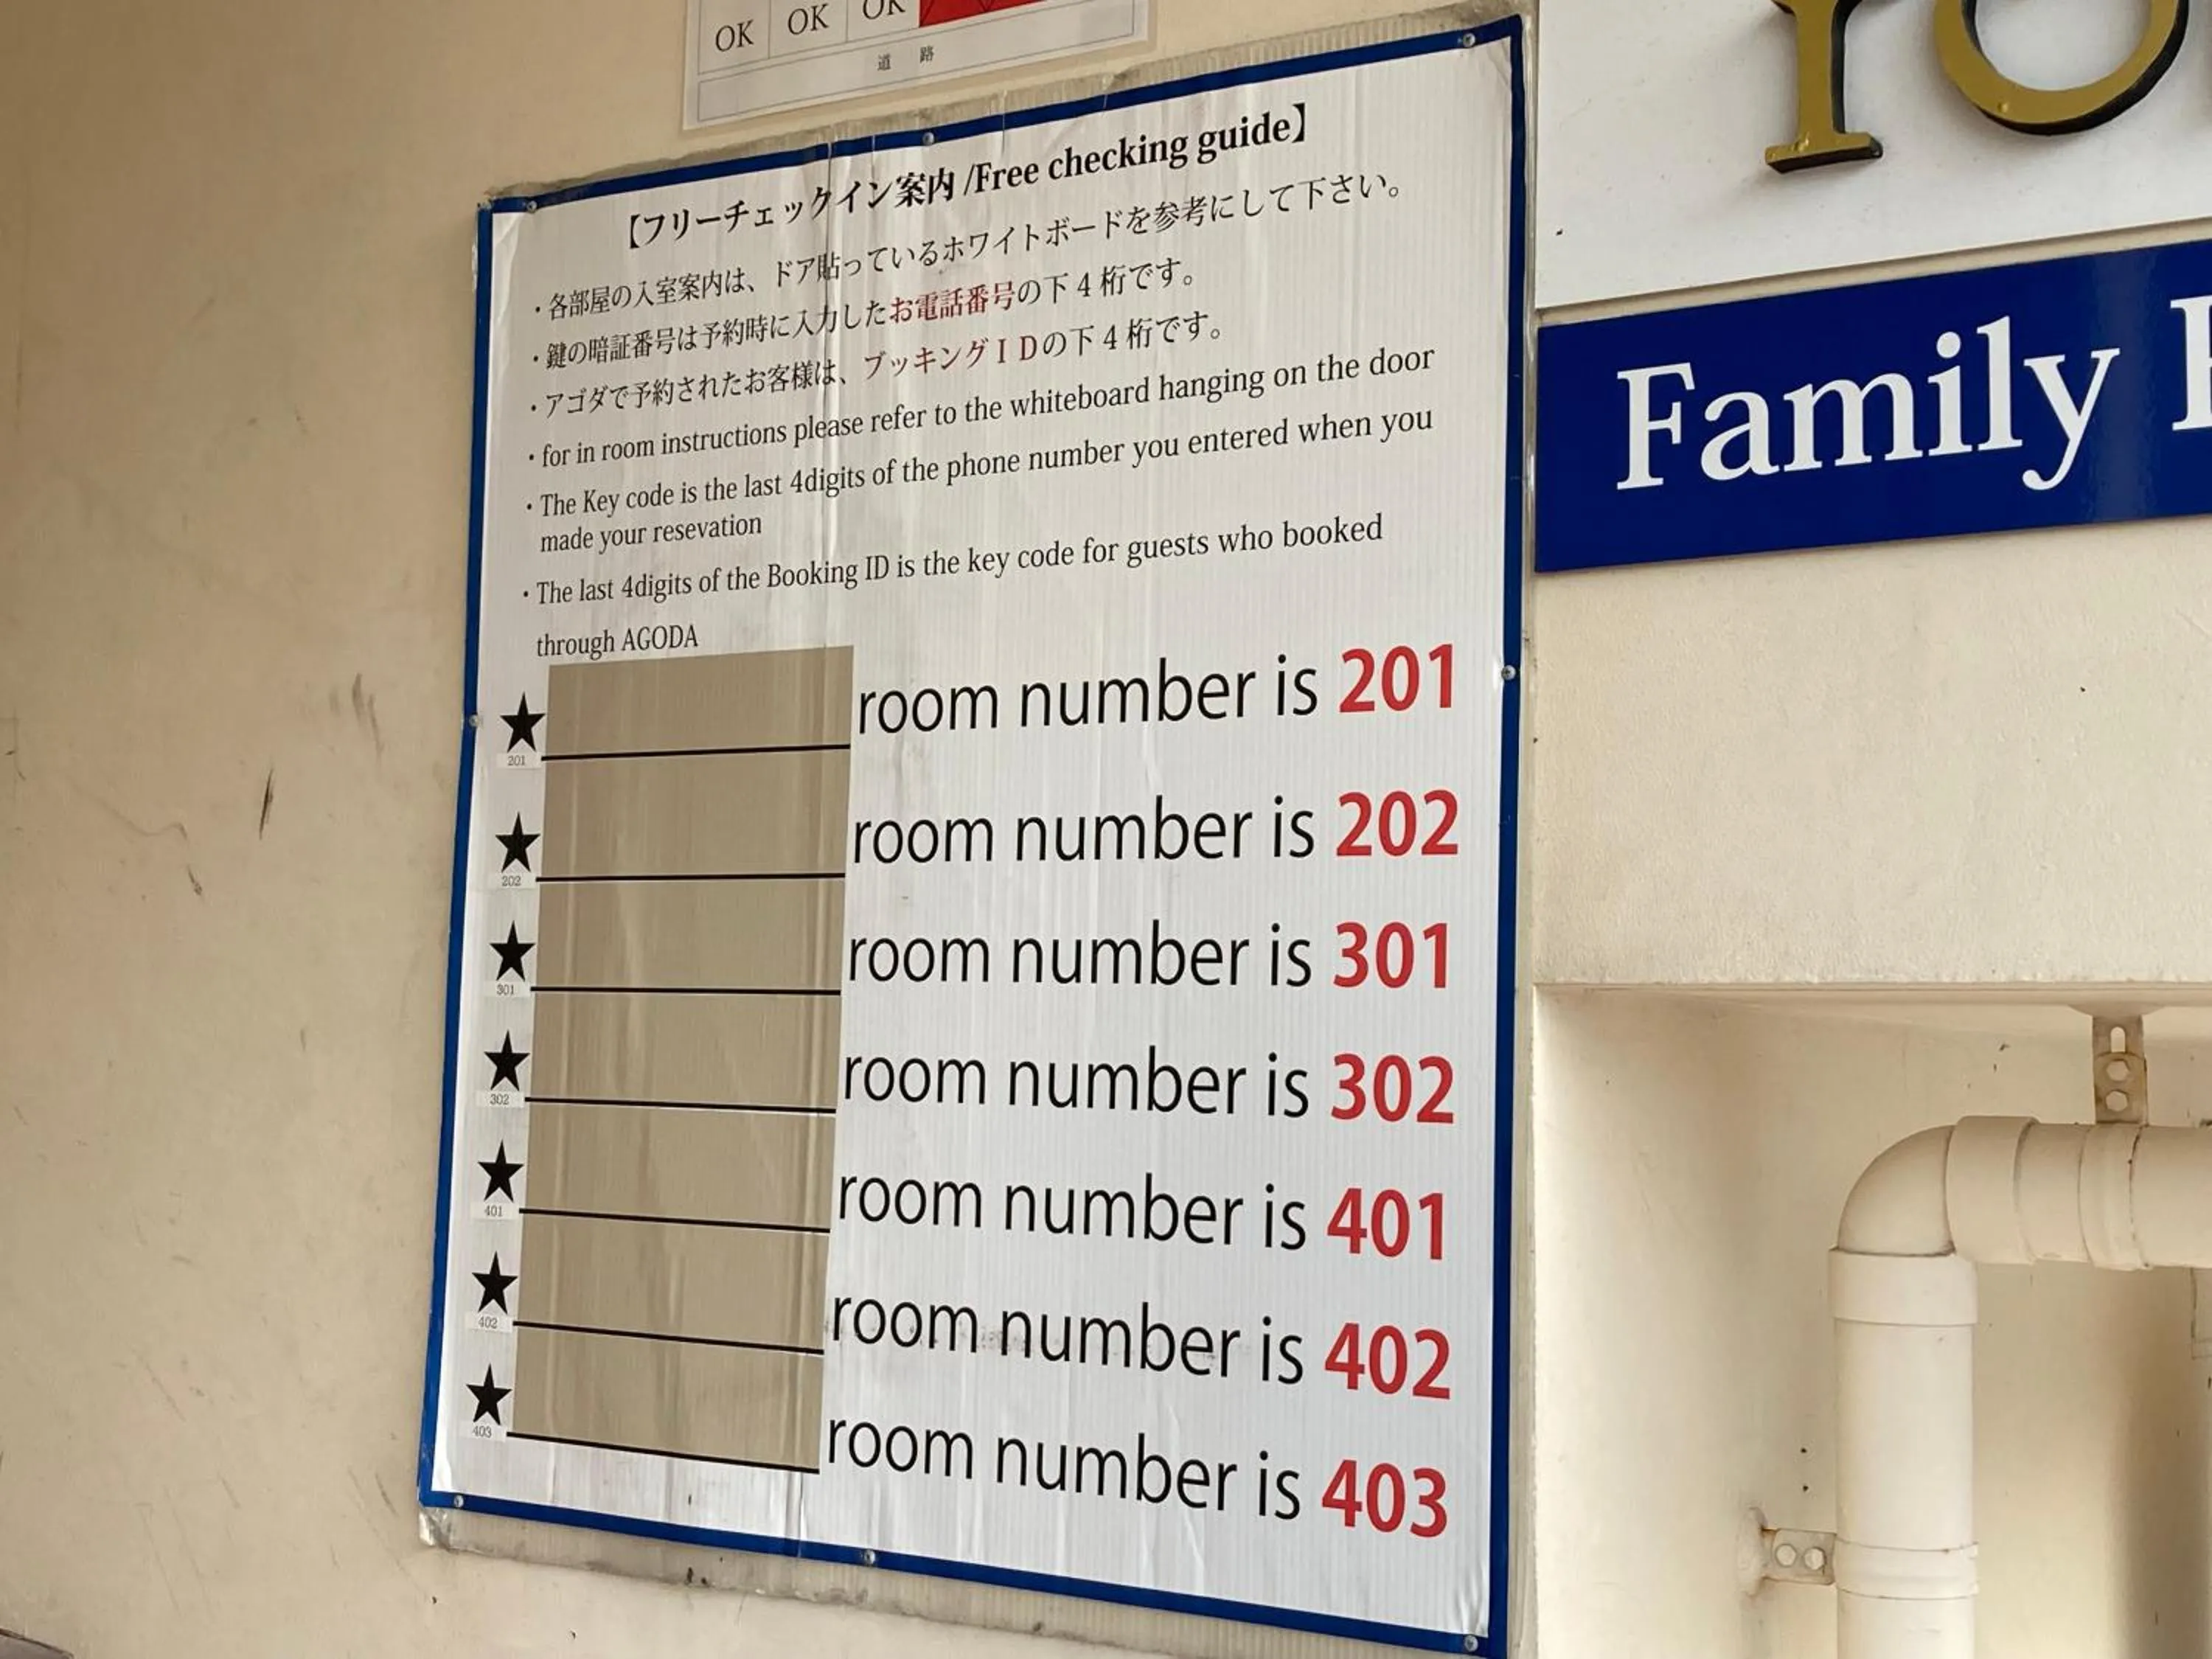 OK OK OK
道 路
【フリーチェックイン案内 /Free checking guide】
・各部屋の入室案内は、ドア貼っているホワイトボードを参考にして下さい。
・鍵の暗証番号は予約時に入力したお電話番号の下4桁です。
・アゴダで予約されたお客様は、ブッキングＩＤの下4桁です。
・for in room instructions please refer to the whiteboard hanging on the door
・The Key code is the last 4digits of the phone number you entered when you
made your resevation
・The last 4digits of the Booking ID is the key code for guests who booked
through AGODA
★ room number is 201
201
★ room number is 202
202
★ room number is 301
301
★ room number is 302
302
★ room number is 401
401
★ room number is 402
402
★ room number is 403
403
Family